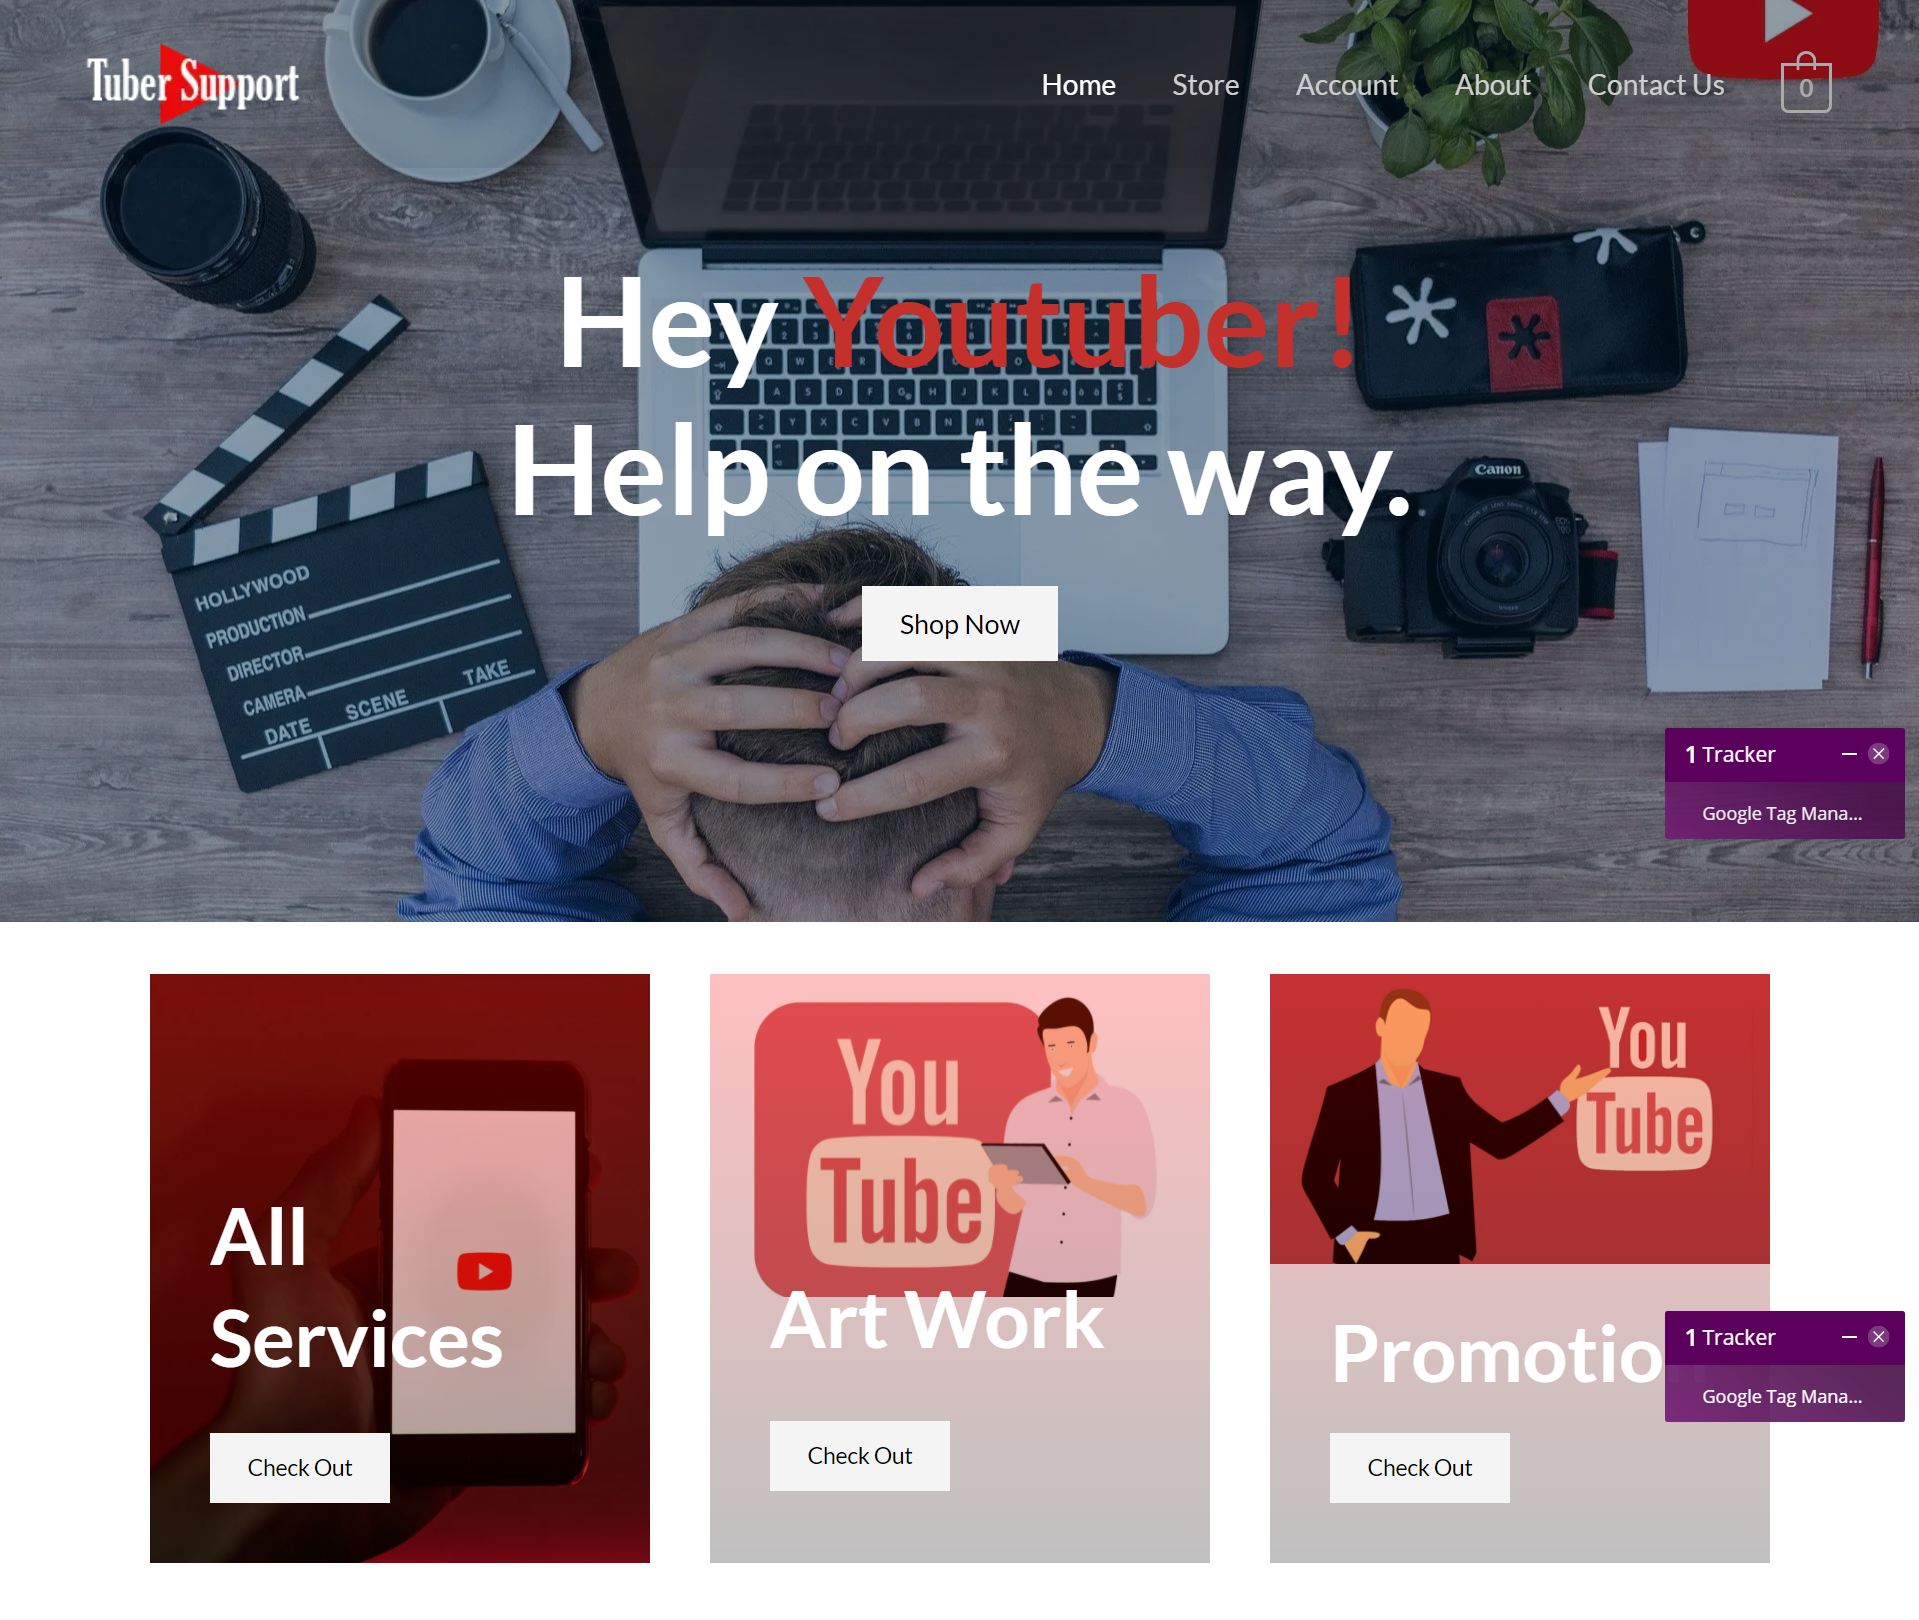 Tuber Support
Home
Store
Account
About
Contact Us
0
Hey Youtuber!
Help on the way.
Shop Now
HOLLYWOOD
PRODUCTION
DIRECTOR
CAMERA
DATE
SCENE
TAKE
Canon
1 Tracker
Google Tag Mana...
All
Services
Check Out
You
Tube
Art Work
Check Out
You
Tube
Promotion
Check Out
1 Tracker
Google Tag Mana...